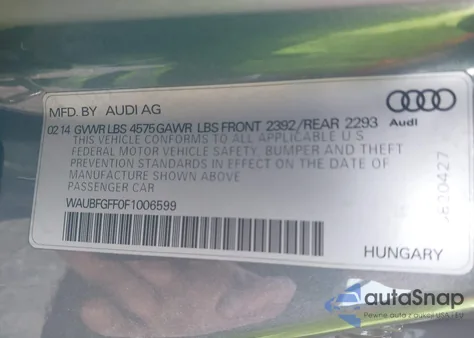 MFD. BY AUDI AG
Audi
02 14 GVWR LBS 4575 GAWR LBS FRONT 2392/REAR 2293
THIS VEHICLE CONFORMS TO ALL APPLICABLE U.S.
FEDERAL MOTOR VEHICLE SAFETY, BUMPER AND THEFT
PREVENTION STANDARDS IN EFFECT ON THE DATE OF
MANUFACTURE SHOWN ABOVE
PASSENGER CAR
WAUBFGFF0F1006599
HUNGARY
autoSnap